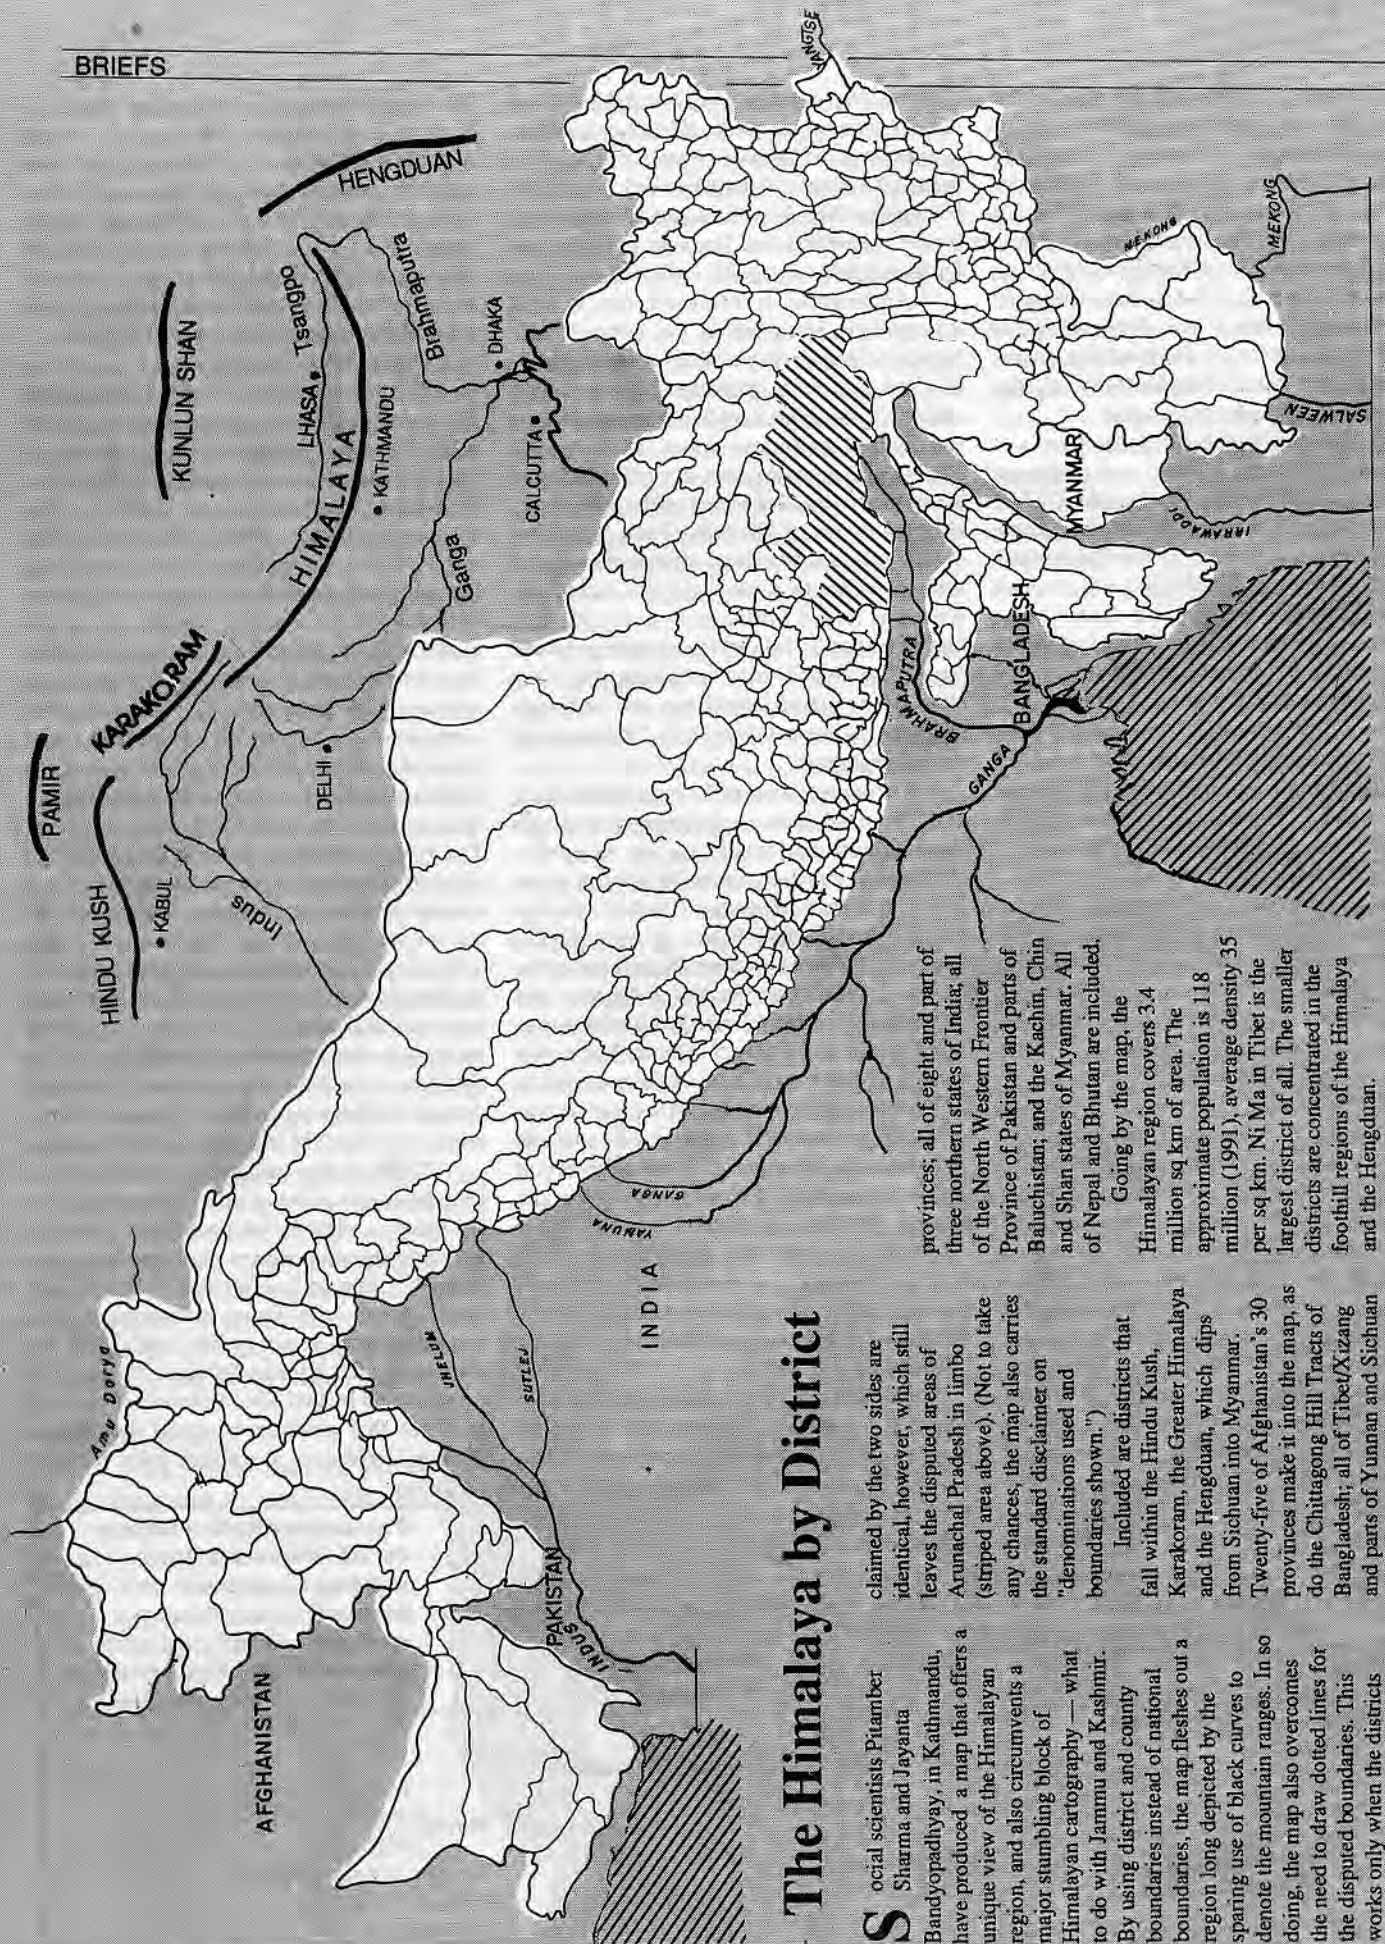 BRIEFS
PAMIR
HINDU KUSH
KARAKORAM
KUNLUN SHAN
HENGDUAN
HIMALAYA
KABUL
Indus
DELHI
LHASA
Tsangpo
KATHMANDU
Brahmaputra
Ganga
DHAKA
CALCUTTA
AFGHANISTAN
Amu Darya
PAKISTAN
INDUS
JHELUM
SUTLEJ
INDIA
YAMUNA
GANGA
GANGA
BRAHMAPUTRA
BANGLADESH
MYANMAR
IRRAWADDI
SALWEEN
MEKONG
MEKONG
YANGTSE
The Himalaya by District
Social scientists Pitamber
Sharma and Jayanta
Bandyopadhyay, in Kathmandu,
have produced a map that offers a
unique view of the Himalayan
region, and also circumvents a
major stumbling block of
Himalayan cartography — what
to do with Jammu and Kashmir.
By using district and county
boundaries instead of national
boundaries, the map fleshes out a
region long depicted by the
sparing use of black curves to
denote the mountain ranges. In so
doing, the map also overcomes
the need to draw dotted lines for
the disputed boundaries. This
works only when the districts
claimed by the two sides are
identical, however, which still
leaves the disputed areas of
Arunachal Pradesh in limbo
(striped area above). (Not to take
any chances, the map also carries
the standard disclaimer on
"denominations used and
boundaries shown.")
Included are districts that
fall within the Hindu Kush,
Karakoram, the Greater Himalaya
and the Hengduan, which dips
from Sichuan into Myanmar.
Twenty-five of Afghanistan's 30
provinces make it into the map, as
do the Chittagong Hill Tracts of
Bangladesh; all of Tibet/Xizang
and parts of Yunnan and Sichuan
provinces; all of eight and part of
three northern states of India; all
of the North Western Frontier
Province of Pakistan and parts of
Baluchistan; and the Kachin, Chin
and Shan states of Myanmar. All
of Nepal and Bhutan are included.
Going by the map, the
Himalayan region covers 3.4
million sq km of area. The
approximate population is 118
million (1991), average density 35
per sq km. Ni Ma in Tibet is the
largest district of all. The smaller
districts are concentrated in the
foothill regions of the Himalaya
and the Hengduan.